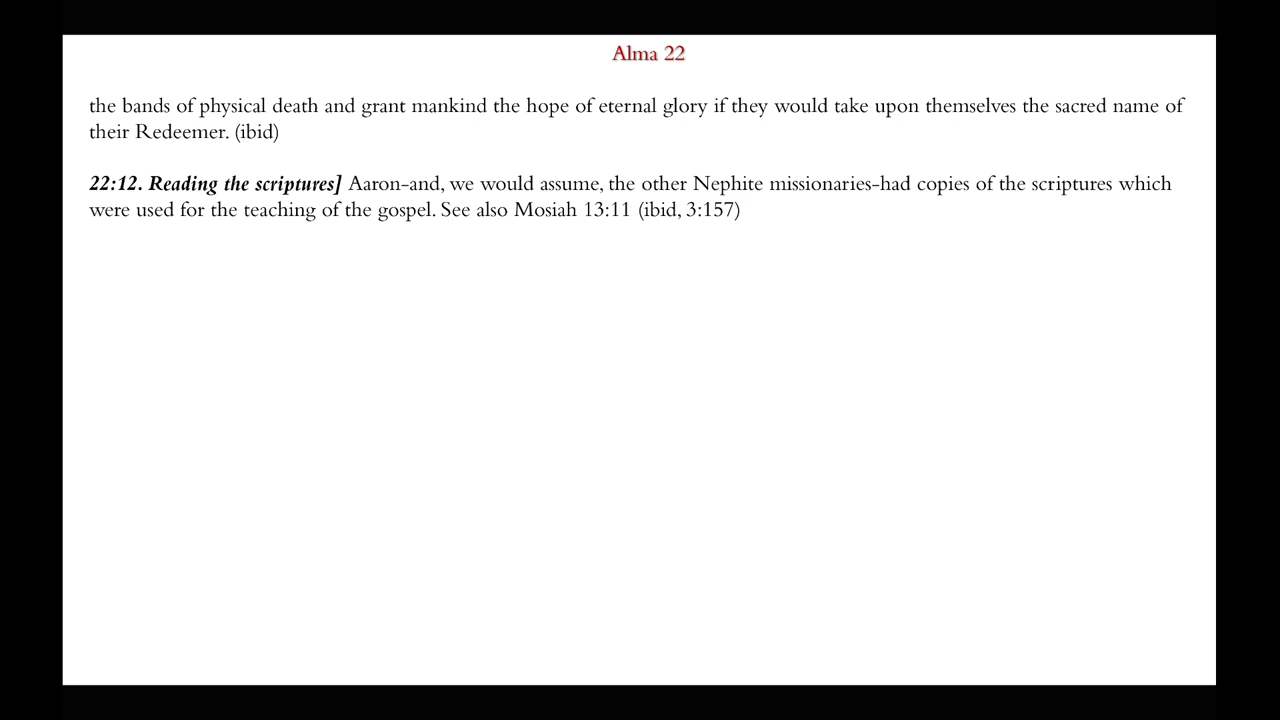 Alma 22
the bands of physical death and grant mankind the hope of eternal glory if they would take upon themselves the sacred name of
their Redeemer. (ibid)
22:12. Reading the scriptures] Aaron-and, we would assume, the other Nephite missionaries-had copies of the scriptures which
were used for the teaching of the gospel. See also Mosiah 13:11 (ibid, 3:157)